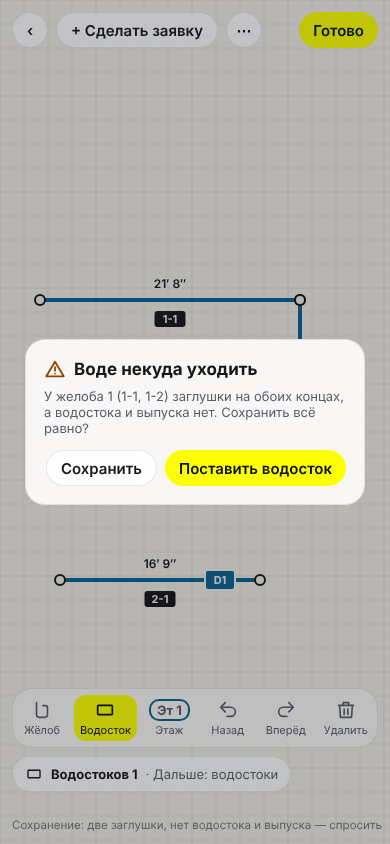 ‹ + Сделать заявку ··· Готово
21′ 8″
1-1
Воде некуда уходить
У желоба 1 (1-1, 1-2) заглушки на обоих концах,
а водостока и выпуска нет. Сохранить всё
равно?
Сохранить Поставить водосток
16′ 9″
D1
2-1
Эт 1
Жёлоб Водосток Этаж Назад Вперёд Удалить
Водостоков 1 · Дальше: водостоки
Сохранение: две заглушки, нет водостока и выпуска — спросить